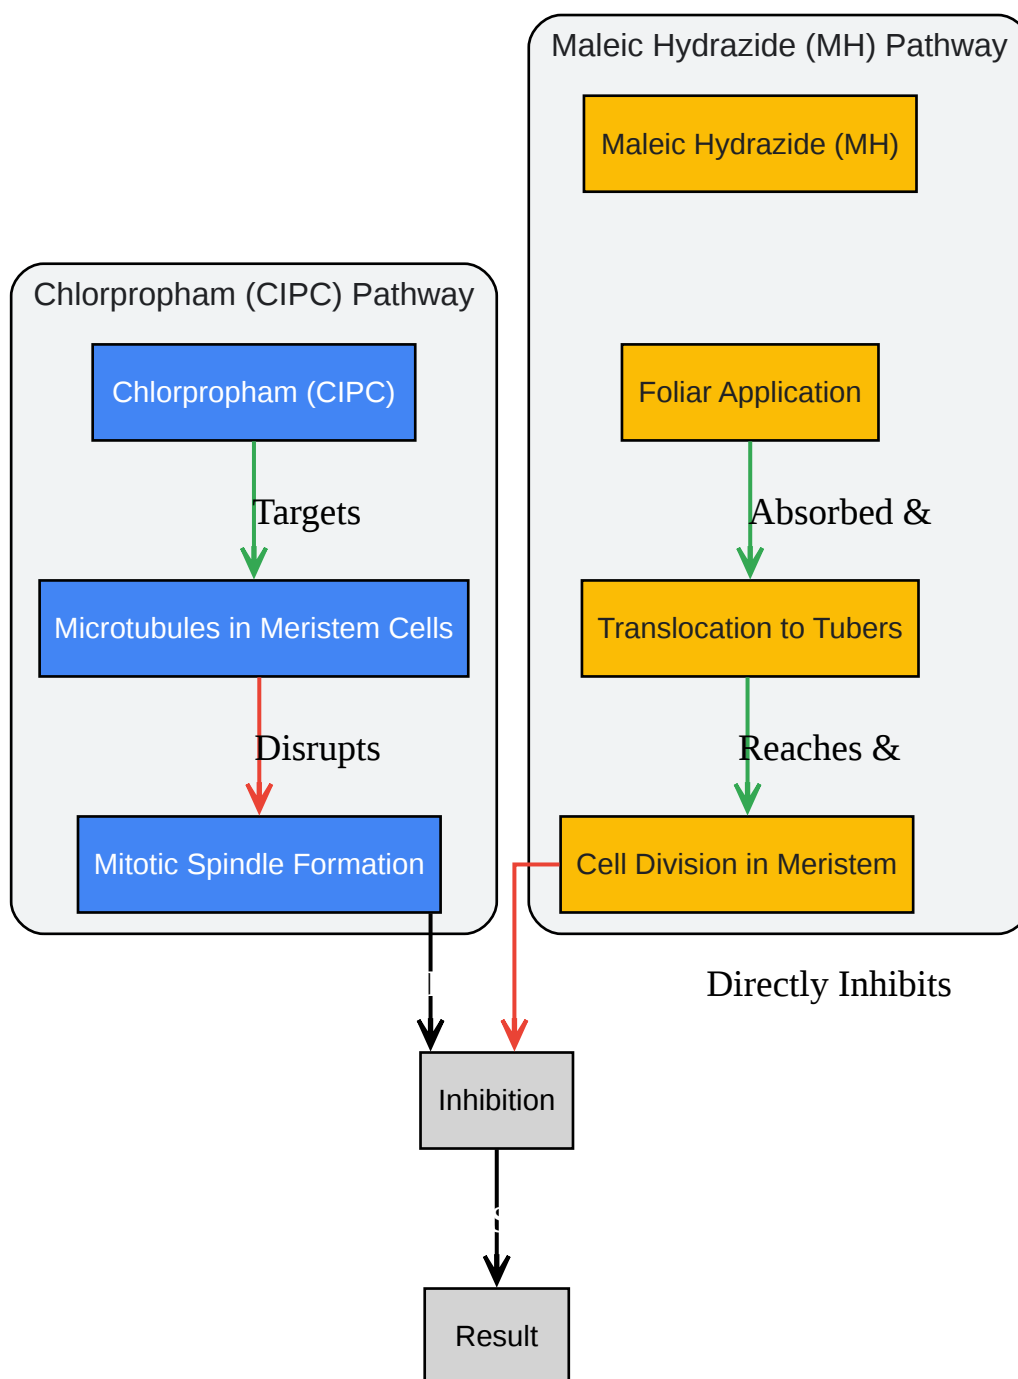 Maleic Hydrazide (MH) Pathway
Maleic Hydrazide (MH)
Chlorpropham (CIPC) Pathway
Chlorpropham (CIPC)
Foliar Application
Targets
Absorbed &
Microtubules in Meristem Cells
Translocation to Tubers
Disrupts
Reaches &
Mitotic Spindle Formation
Cell Division in Meristem
Directly Inhibits
Inhibition
Result